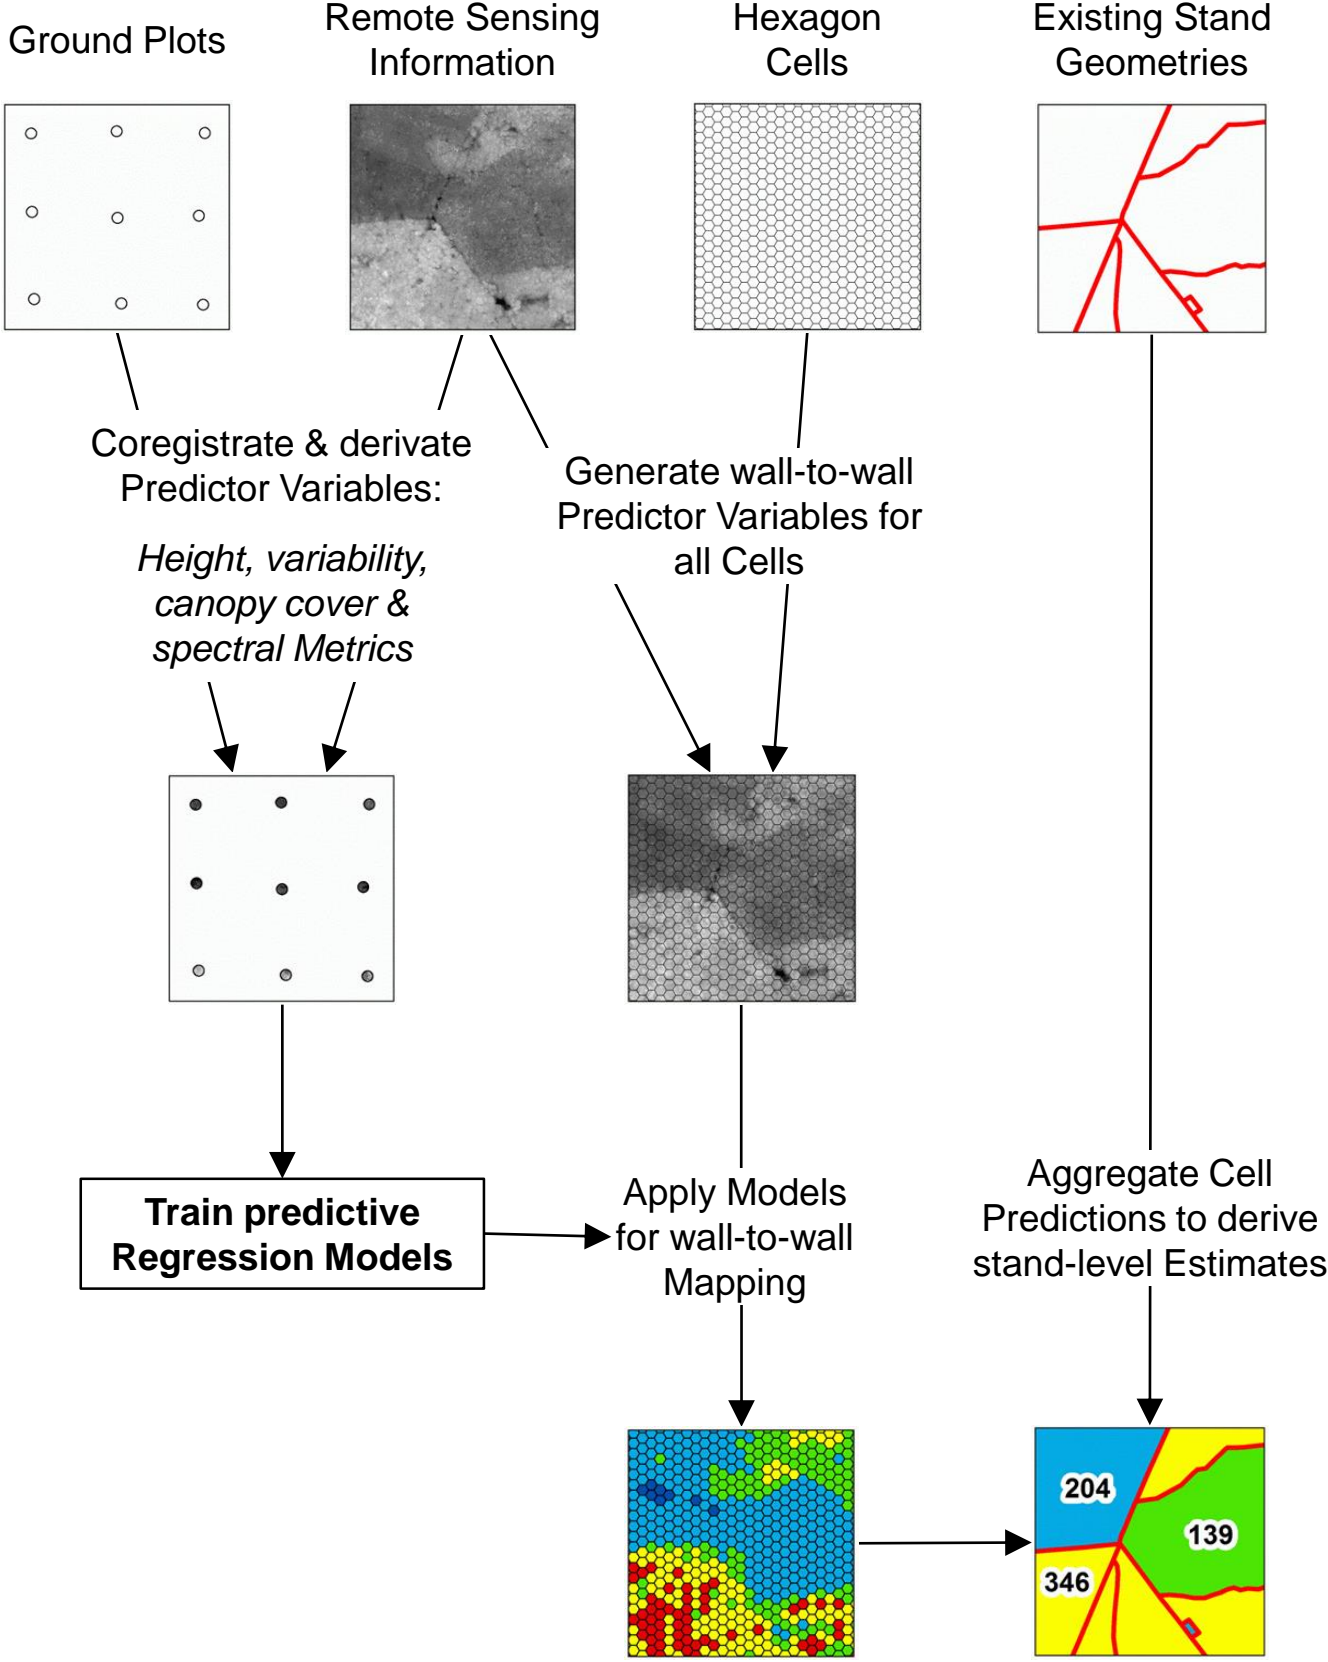 Ground Plots
Remote Sensing
Information
Hexagon
Cells
Existing Stand
Geometries
Coregistrate & derivate
Predictor Variables:
Height, variability,
canopy cover &
spectral Metrics
Generate wall-to-wall
Predictor Variables for
all Cells
Train predictive
Regression Models
Apply Models
for wall-to-wall
Mapping
Aggregate Cell
Predictions to derive
stand-level Estimates
204
139
346